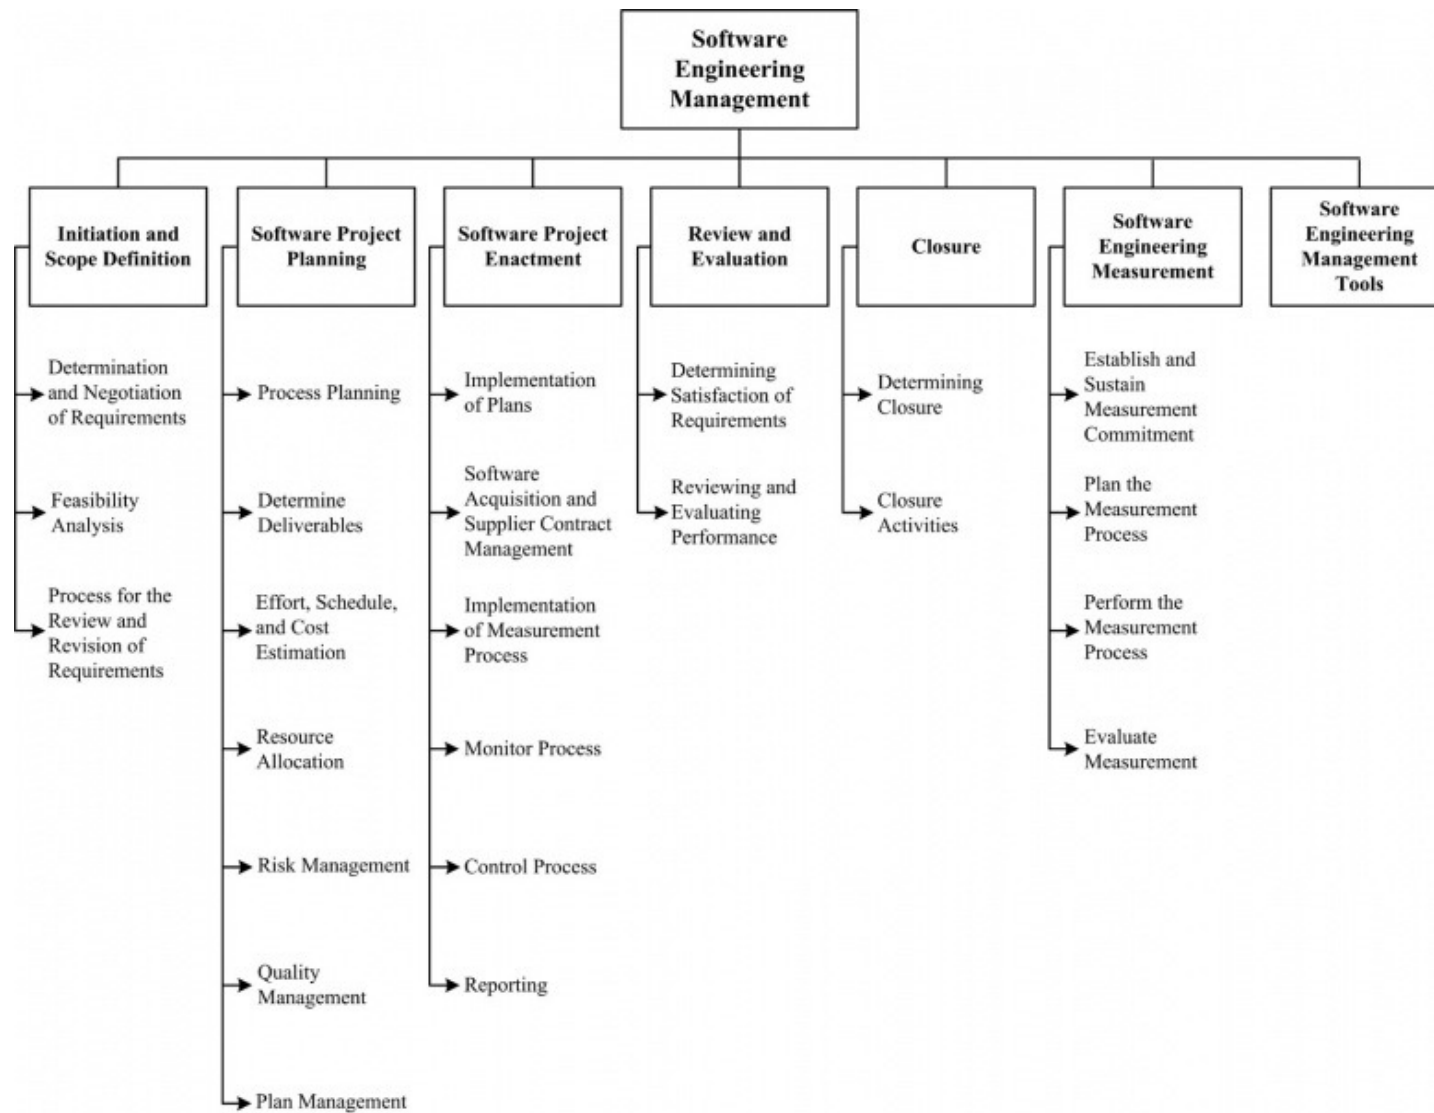 Software
Engineering
Management
Initiation and
Scope Definition
Determination
and Negotiation
of Requirements
Feasibility
Analysis
Process for the
Review and
Revision of
Requirements
Software Project
Planning
Process Planning
Determine
Deliverables
Effort, Schedule,
and Cost
Estimation
Resource
Allocation
Risk Management
Quality
Management
Plan Management
Software Project
Enactment
Implementation
of Plans
Software
Acquisition and
Supplier Contract
Management
Implementation
of Measurement
Process
Monitor Process
Control Process
Reporting
Review and
Evaluation
Determining
Satisfaction of
Requirements
Reviewing and
Evaluating
Performance
Closure
Determining
Closure
Closure
Activities
Software
Engineering
Measurement
Establish and
Sustain
Measurement
Commitment
Plan the
Measurement
Process
Perform the
Measurement
Process
Evaluate
Measurement
Software
Engineering
Management
Tools